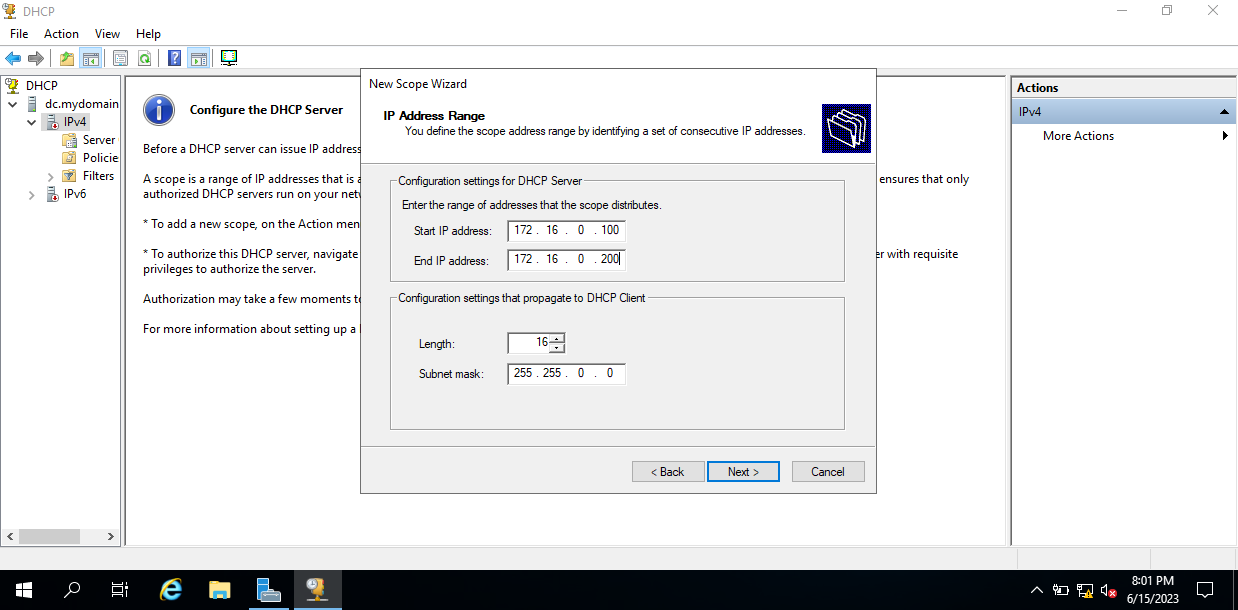 DHCP
File Action View Help
DHCP
dc.mydomain
IPv4
Server
Policie
Filters
IPv6
Configure the DHCP Server
Before a DHCP server can issue IP address
A scope is a range of IP addresses that is a
ensures that only
authorized DHCP servers run on your netw
* To add a new scope, on the Action men
* To authorize this DHCP server, navigate
er with requisite
privileges to authorize the server.
Authorization may take a few moments to
For more information about setting up a
New Scope Wizard
IP Address Range
You define the scope address range by identifying a set of consecutive IP addresses.
Configuration settings for DHCP Server
Enter the range of addresses that the scope distributes.
Start IP address: 172 . 16 . 0 . 100
End IP address: 172 . 16 . 0 . 200
Configuration settings that propagate to DHCP Client
Length: 16
Subnet mask: 255 . 255 . 0 . 0
< Back Next > Cancel
Actions
IPv4
More Actions
8:01 PM
6/15/2023